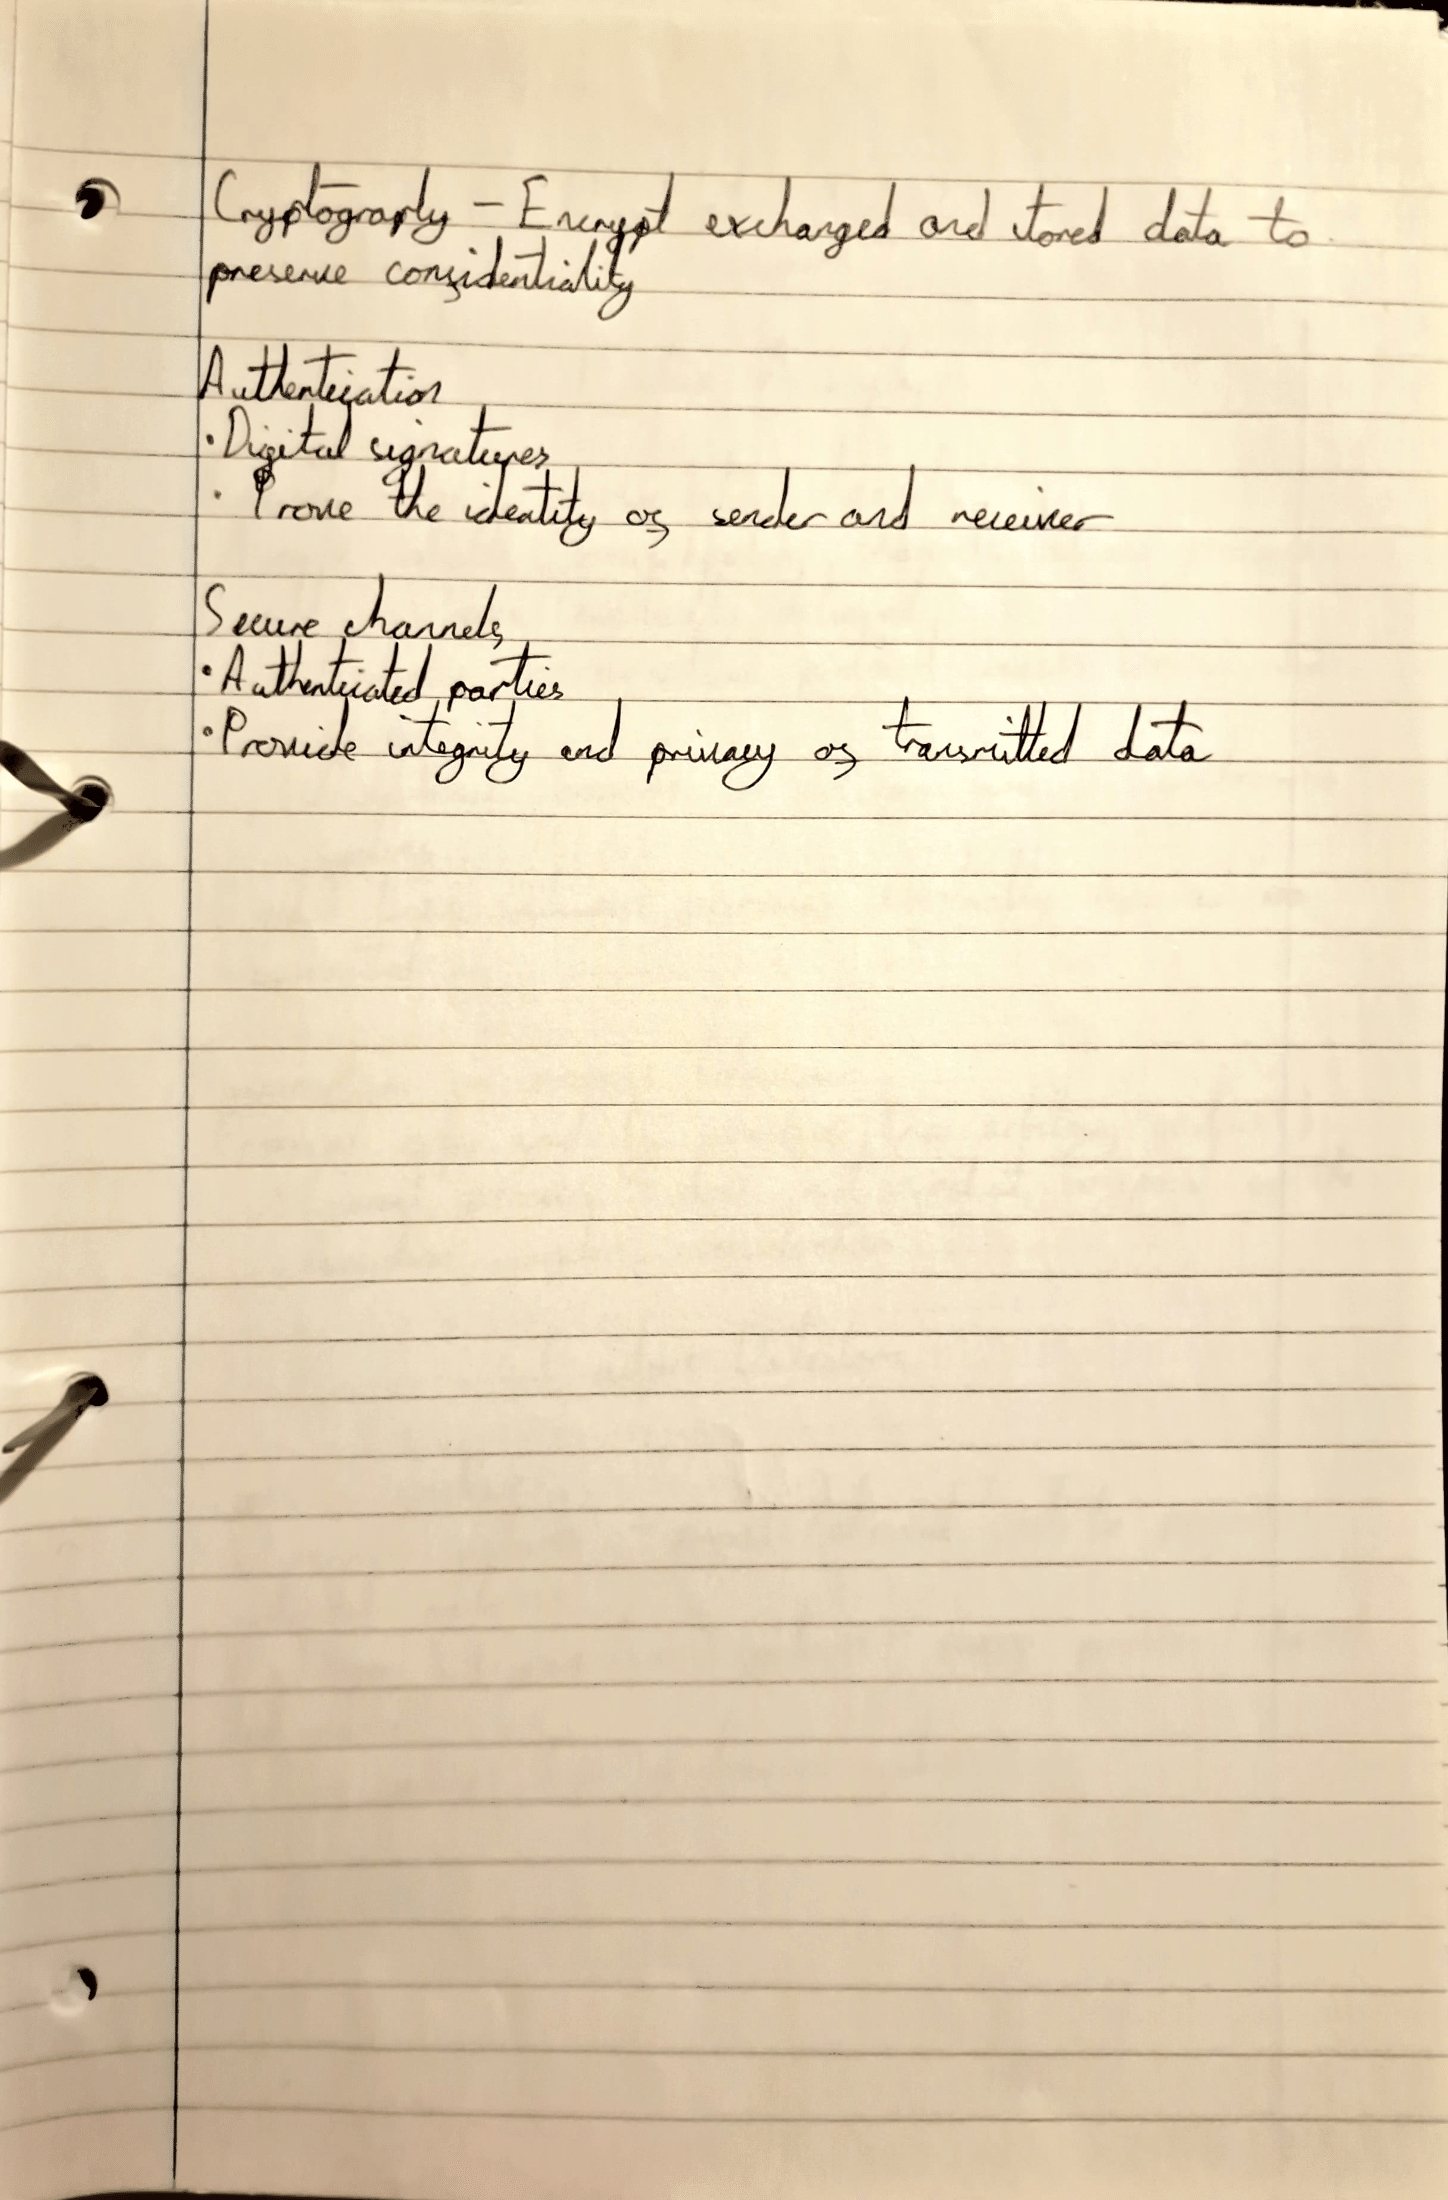 Cryptography – Encrypt exchanged and stored data to
preserve confidentiality
Authentication
• Digital signatures
• Prove the identity of sender and receiver
Secure channels
• Authenticated parties
• Provide integrity and privacy of transmitted data